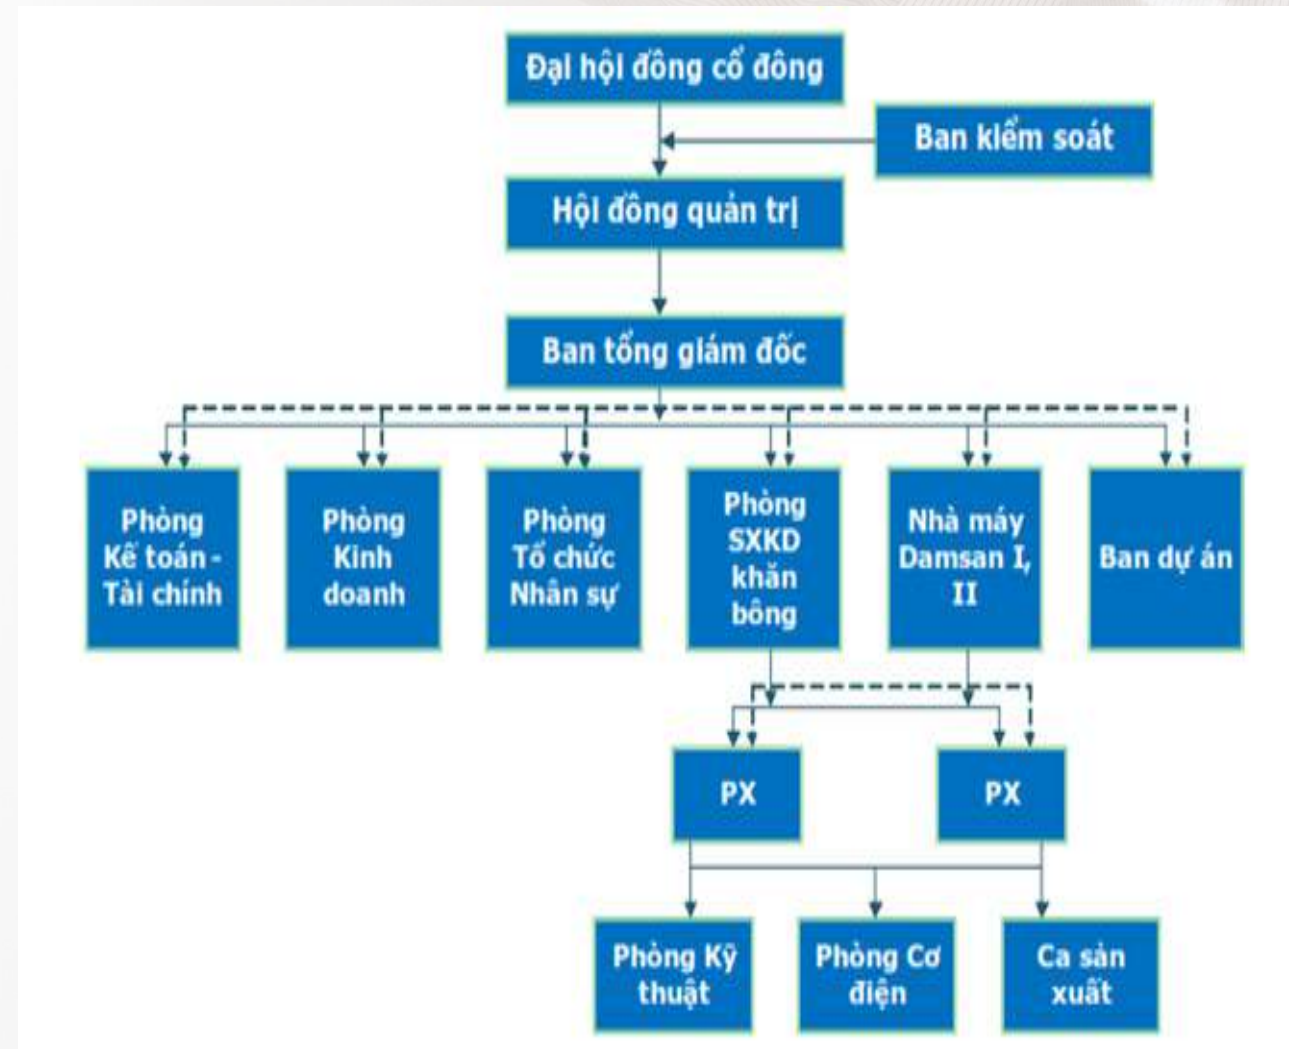 Đại hội đồng cổ đông
Ban kiểm soát
Hội đồng quản trị
Ban tổng giám đốc
Phòng
Kế toán -
Tài chính
Phòng
Kinh
doanh
Phòng
Tổ chức
Nhân sự
Phòng
SXKD
khăn
bông
Nhà máy
Damsan I,
II
Ban dự án
PX
PX
Phòng Kỹ
thuật
Phòng Cơ
điện
Ca sản
xuất